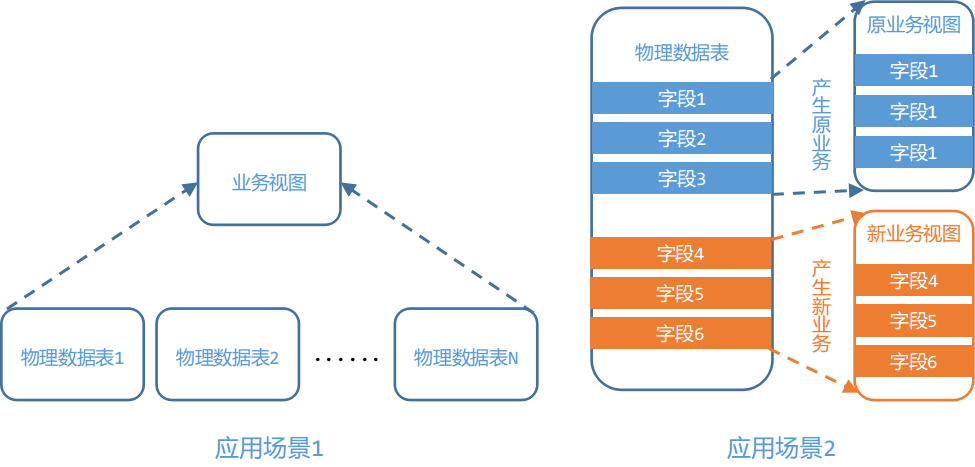 业务视图
物理数据表1
物理数据表2
······
物理数据表N
应用场景1
物理数据表
字段1
字段2
字段3
字段4
字段5
字段6
产生原业务
产生新业务
原业务视图
字段1
字段1
字段1
新业务视图
字段4
字段5
字段6
应用场景2